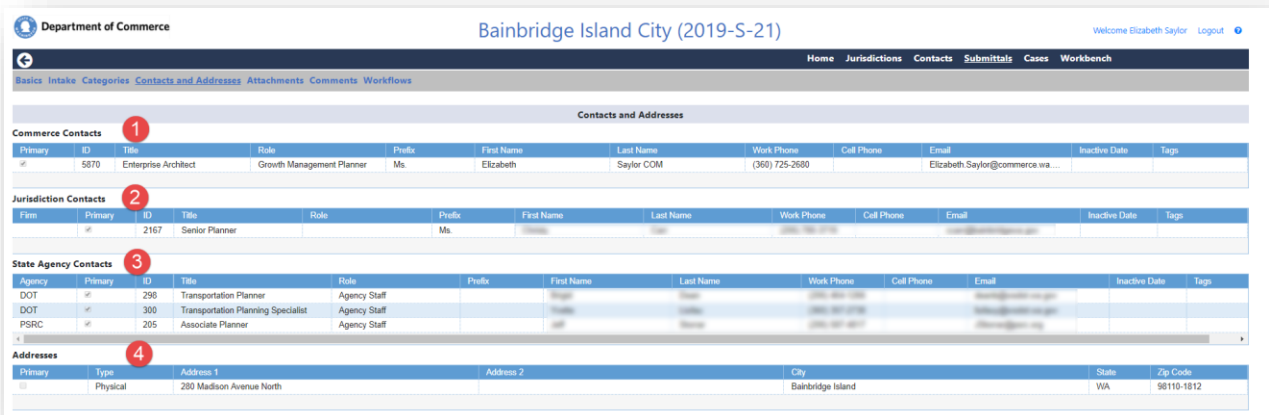 Department of Commerce
Bainbridge Island City (2019-S-21)
Welcome Elizabeth Saylor Logout ?
Home Jurisdictions Contacts Submittals Cases Workbench
Basics Intake Categories Contacts and Addresses Attachments Comments Workflows
Contacts and Addresses
Commerce Contacts 1
Primary ID Title Role Prefix First Name Last Name Work Phone Cell Phone Email Inactive Date Tags
5870 Enterprise Architect Growth Management Planner Ms. Elizabeth Saylor COM (360) 725-2680 Elizabeth.Saylor@commerce.wa....
Jurisdiction Contacts 2
Firm Primary ID Title Role Prefix First Name Last Name Work Phone Cell Phone Email Inactive Date Tags
2167 Senior Planner Ms.
State Agency Contacts 3
Agency Primary ID Title Role Prefix First Name Last Name Work Phone Cell Phone Email Inactive Date Tags
DOT 298 Transportation Planner Agency Staff
DOT 300 Transportation Planning Specialist Agency Staff
PSRC 205 Associate Planner Agency Staff
Addresses 4
Primary Type Address 1 Address 2 City State Zip Code
Physical 280 Madison Avenue North Bainbridge Island WA 98110-1812